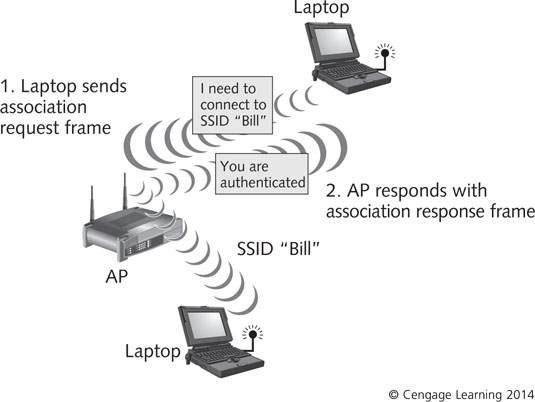 Laptop
1. Laptop sends
association
request frame
I need to
connect to
SSID “Bill”
You are
authenticated
2. AP responds with
association response frame
SSID “Bill”
AP
Laptop
© Cengage Learning 2014